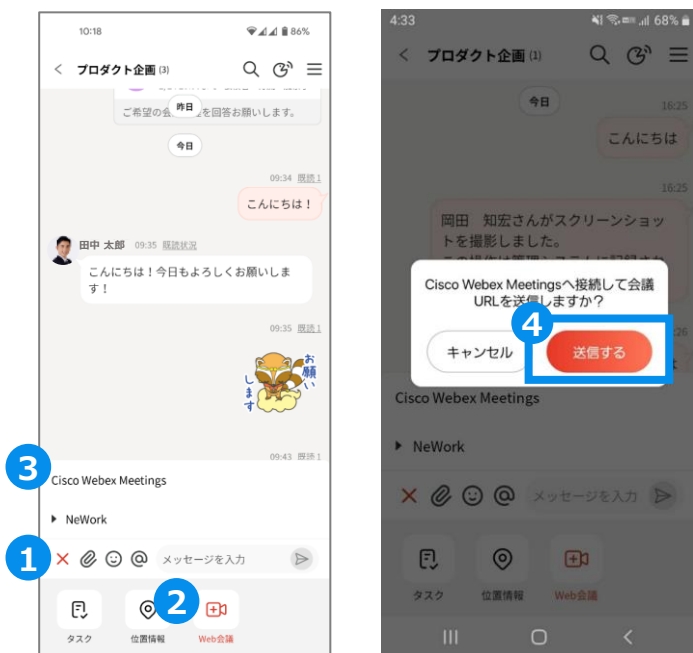 10:18
86%
プロダクト企画 (3)
昨日
ご希望の会
を回答お願いします。
今日
09:34 既読1
こんにちは！
田中 太郎 09:35 既読状況
こんにちは！今日もよろしくお願いしま
す！
09:35 既読1
お願い
します
09:43 既読1
3
Cisco Webex Meetings
NeWork
1
メッセージを入力
2
タスク
位置情報
Web会議
4:33
68%
プロダクト企画 (1)
今日
16:25
こんにちは
16:25
岡田 知宏さんがスクリーンショッ
トを撮影しました。
Cisco Webex Meetingsへ接続して会議
URLを送信しますか？
4
キャンセル
送信する
Cisco Webex Meetings
NeWork
メッセージを入力
タスク
位置情報
Web会議